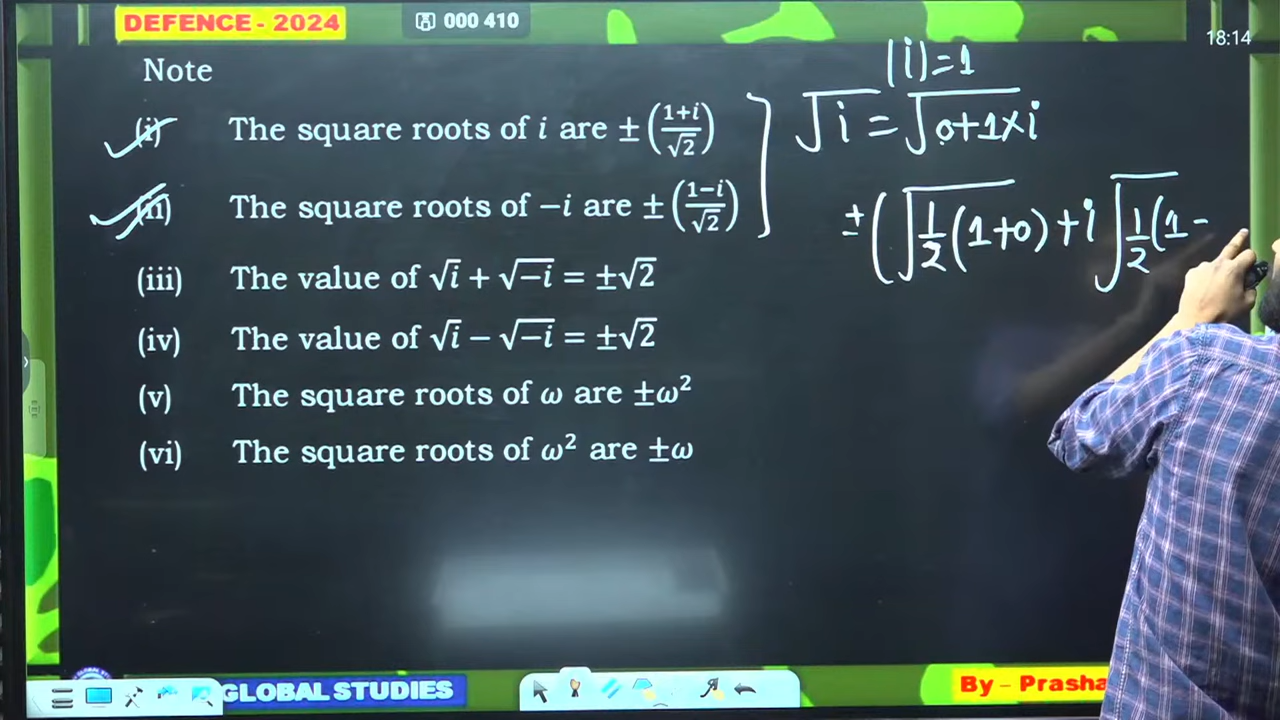 DEFENCE - 2024
000 410
18:14
Note
(i) The square roots of i are ±((1+i)/√2)
(ii) The square roots of −i are ±((1−i)/√2)
(iii) The value of √i + √−i = ±√2
(iv) The value of √i − √−i = ±√2
(v) The square roots of ω are ±ω²
(vi) The square roots of ω² are ±ω
|i|=1
√i = √0+1×i
±(√½(1+0) + i√½(1-
GLOBAL STUDIES
By – Prasha